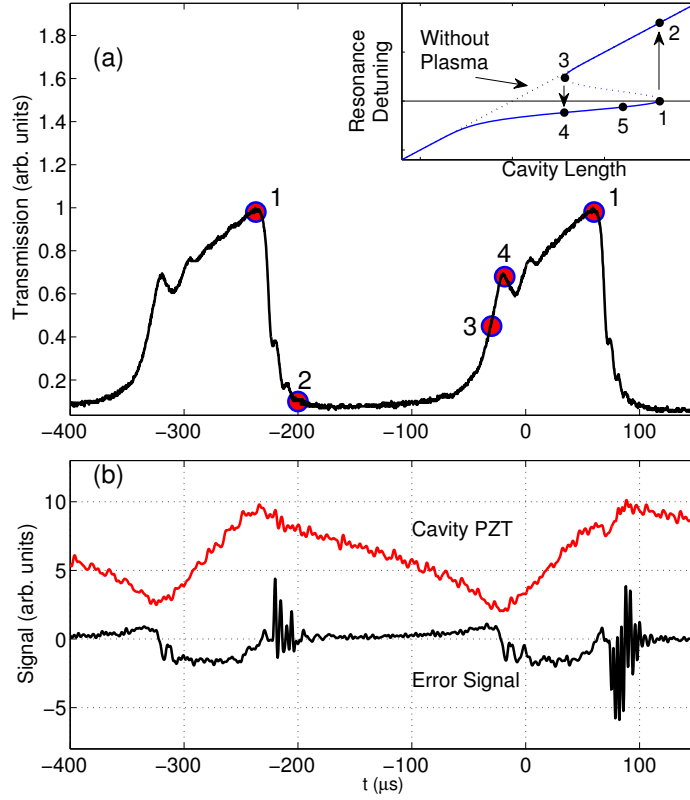 (a)
Transmission (arb. units)
1.8
1.6
1.4
1.2
1
0.8
0.6
0.4
0.2
−400
−300
−200
−100
0
100
1
2
3
4
1
Without
Plasma
Resonance
Detuning
Cavity Length
3
2
4
5
1
(b)
Signal (arb. units)
10
5
0
−5
Cavity PZT
Error Signal
−400
−300
−200
−100
0
100
t (μs)